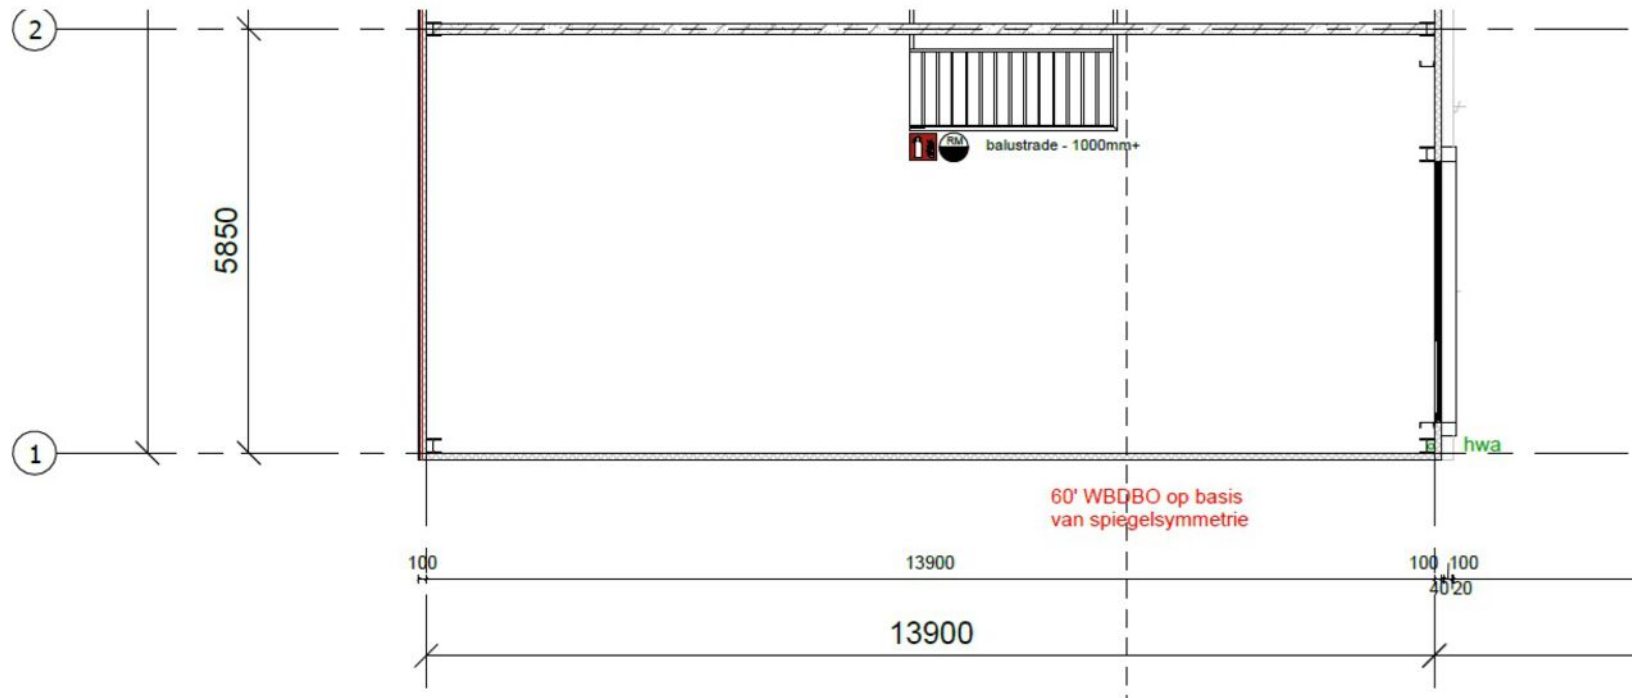 2
RM
balustrade - 1000mm+
5850
1
hwa
60' WBDBO op basis
van spiegelsymmetrie
100 13900 100 100
40 20
13900